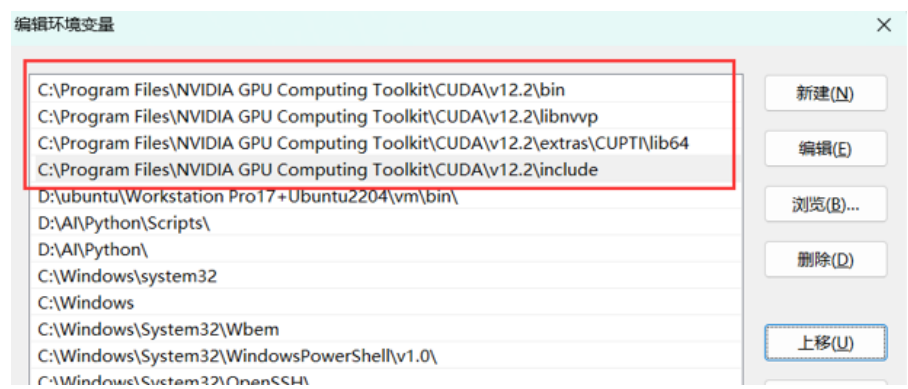 编辑环境变量
C:\Program Files\NVIDIA GPU Computing Toolkit\CUDA\v12.2\bin
新建(N)
C:\Program Files\NVIDIA GPU Computing Toolkit\CUDA\v12.2\libnvvp
C:\Program Files\NVIDIA GPU Computing Toolkit\CUDA\v12.2\extras\CUPTI\lib64
编辑(E)
C:\Program Files\NVIDIA GPU Computing Toolkit\CUDA\v12.2\include
D:\ubuntu\Workstation Pro17+Ubuntu2204\vm\bin\
浏览(B)...
D:\AI\Python\Scripts\
D:\AI\Python\
删除(D)
C:\Windows\system32
C:\Windows
C:\Windows\System32\Wbem
上移(U)
C:\Windows\System32\WindowsPowerShell\v1.0\
C:\Windows\System32\OpenSSH\